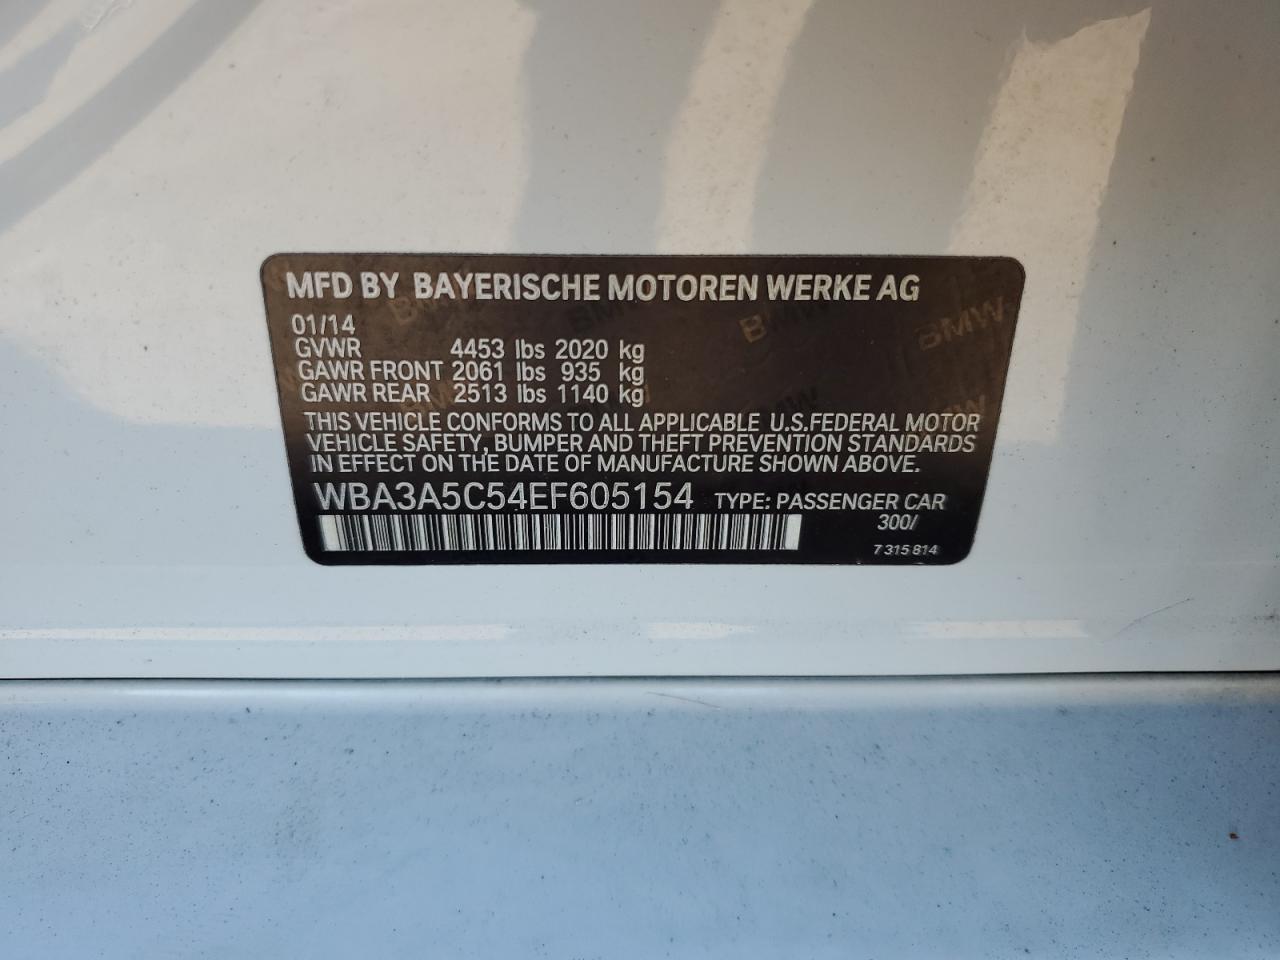 MFD BY BAYERISCHE MOTOREN WERKE AG
01/14
GVWR 4453 lbs 2020 kg
GAWR FRONT 2061 lbs 935 kg
GAWR REAR 2513 lbs 1140 kg
THIS VEHICLE CONFORMS TO ALL APPLICABLE U.S.FEDERAL MOTOR
VEHICLE SAFETY, BUMPER AND THEFT PREVENTION STANDARDS
IN EFFECT ON THE DATE OF MANUFACTURE SHOWN ABOVE.
WBA3A5C54EF605154 TYPE: PASSENGER CAR
300/
7 315 814
BMW